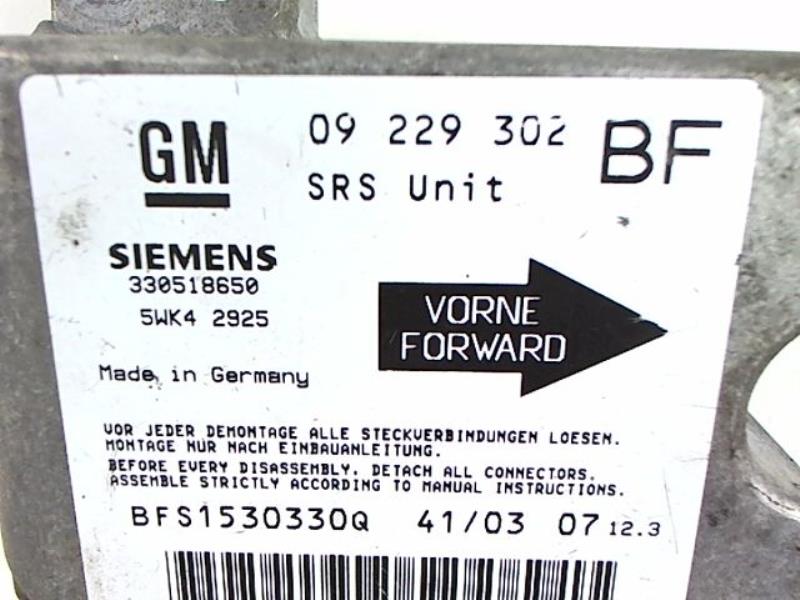 GM 09 229 302 BF
SRS Unit
SIEMENS
330518650
5WK4 2925
VORNE
FORWARD
Made in Germany
VOR JEDER DEMONTAGE ALLE STECKVERBINDUNGEN LOESEN.
MONTAGE NUR NACH EINBAUANLEITUNG.
BEFORE EVERY DISASSEMBLY. DETACH ALL CONNECTORS.
ASSEMBLE STRICTLY ACCORDING TO MANUAL INSTRUCTIONS.
BFS1530330Q 41/03 07 12.3